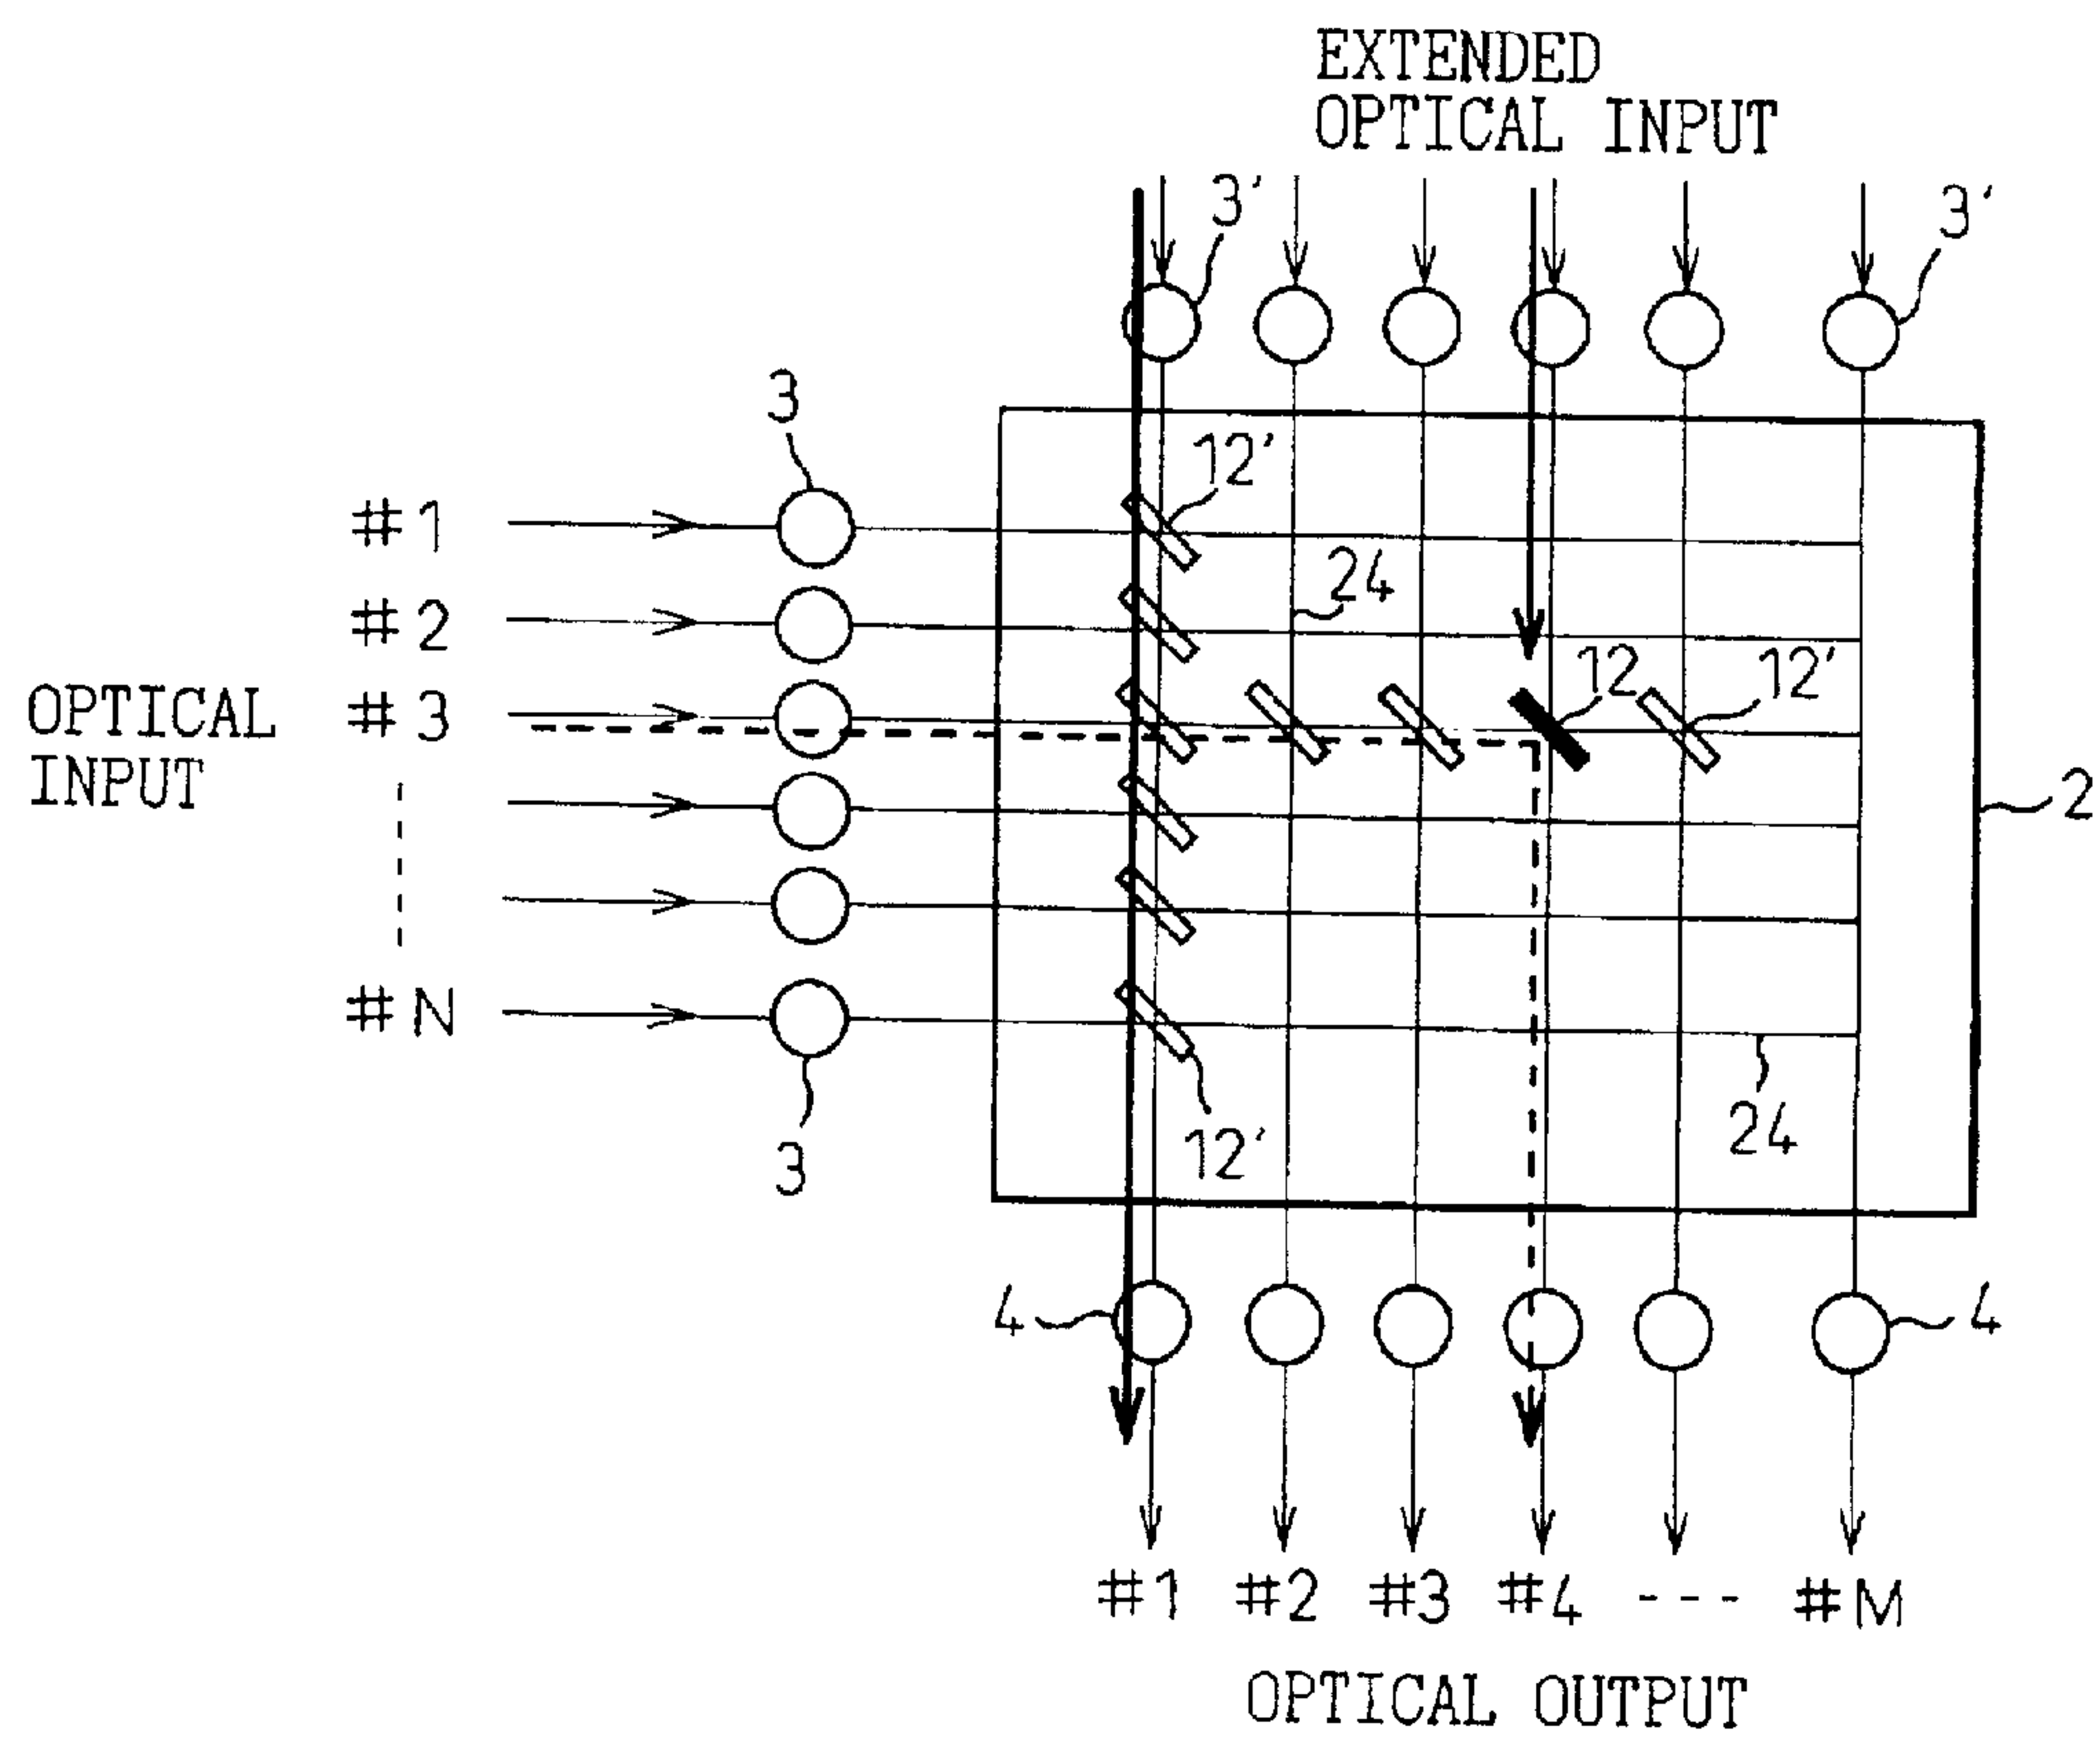 EXTENDED
OPTICAL INPUT
3'
3'
3
12'
#1
24
#2
12
12'
OPTICAL
INPUT
#3
2
#N
24
12'
3
4
4
#1 #2 #3 #4 --- #M
OPTICAL OUTPUT